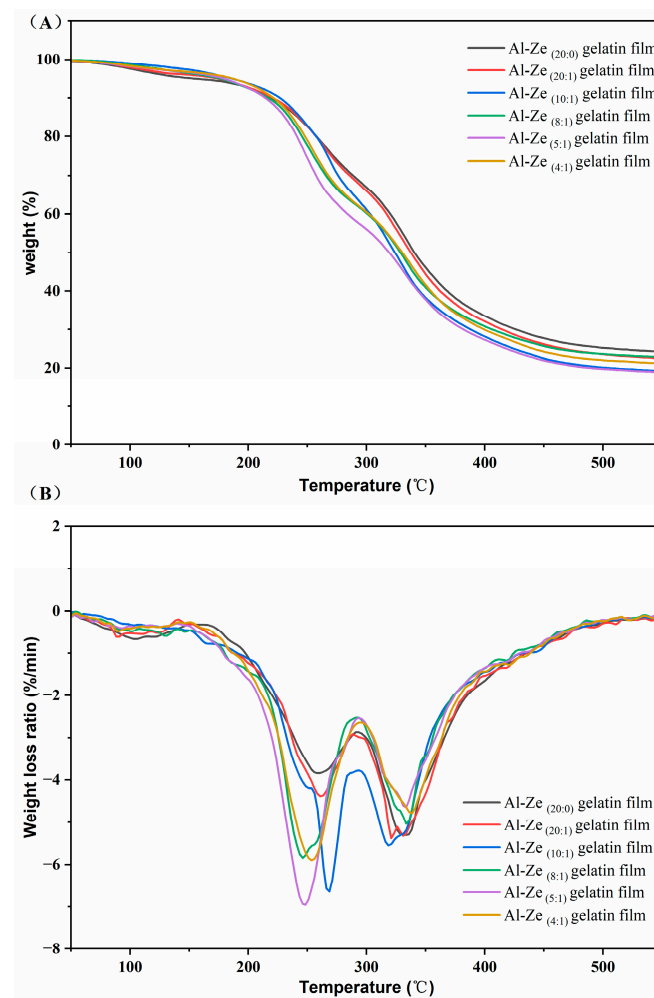 （A）
100
80
60
40
20
0
weight (%)
100 200 300 400 500
Temperature (℃)
Al-Ze (20:0) gelatin film
Al-Ze (20:1) gelatin film
Al-Ze (10:1) gelatin film
Al-Ze (8:1) gelatin film
Al-Ze (5:1) gelatin film
Al-Ze (4:1) gelatin film
（B）
2
0
−2
−4
−6
−8
Weight loss ratio (%/min)
100 200 300 400 500
Temperature (℃)
Al-Ze (20:0) gelatin film
Al-Ze (20:1) gelatin film
Al-Ze (10:1) gelatin film
Al-Ze (8:1) gelatin film
Al-Ze (5:1) gelatin film
Al-Ze (4:1) gelatin film